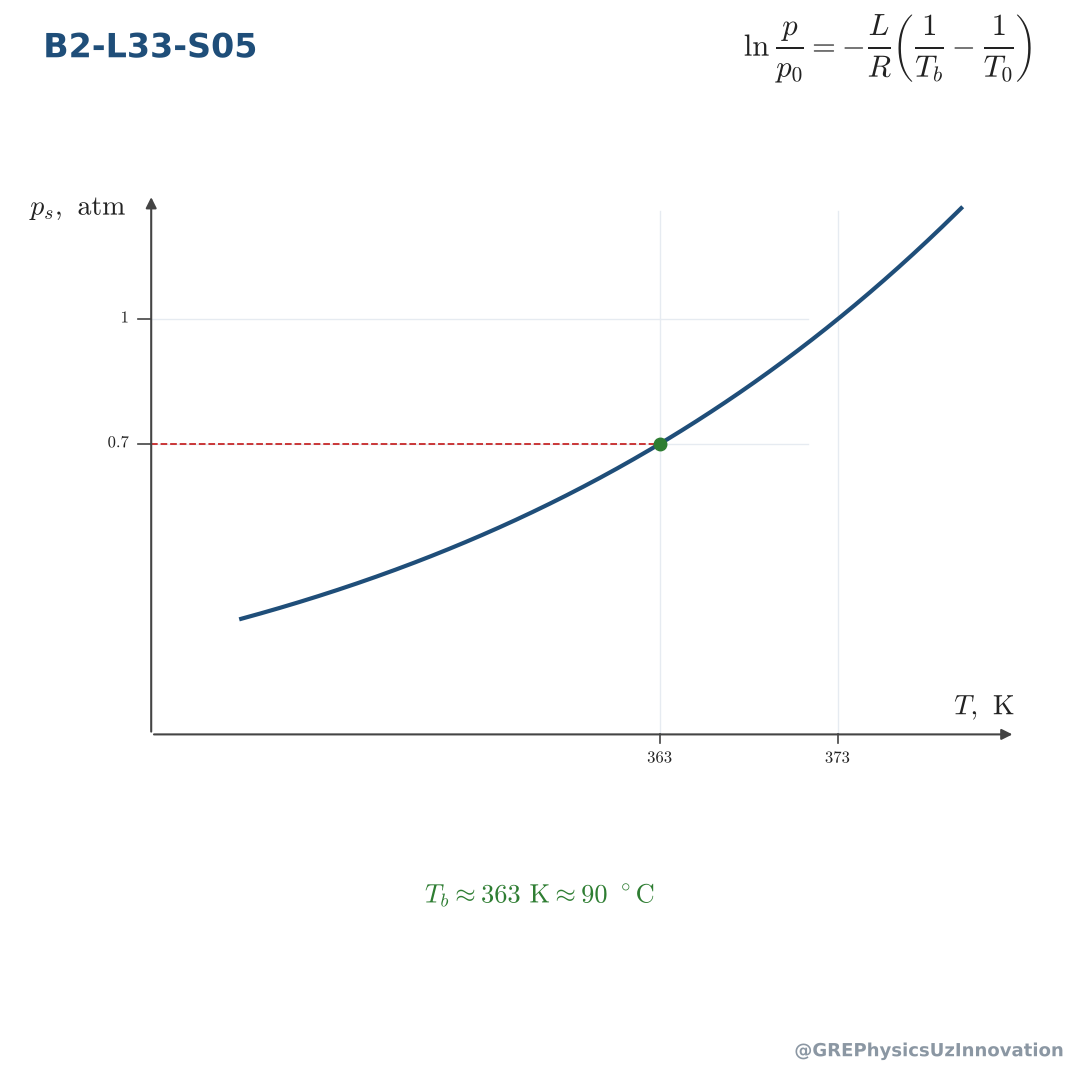 B2-L33-S05
ln p/p₀ = −L/R (1/T_b − 1/T₀)
p_s, atm
1
0.7
T, K
363
373
T_b ≈ 363 K ≈ 90 °C
@GREPhysicsUzInnovation